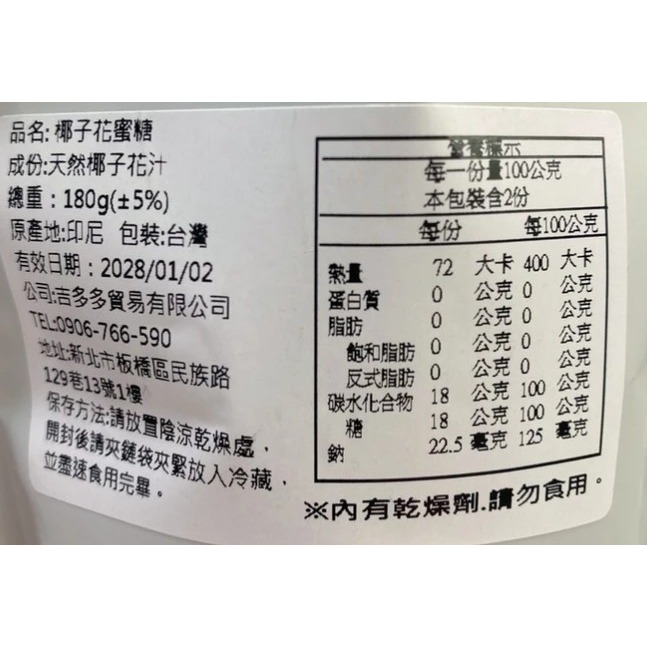 品名: 椰子花蜜糖
成份:天然椰子花汁
總重：180g(±5%)
原產地:印尼 包裝:台灣
有效日期：2028/01/02
公司:吉多多貿易有限公司
TEL:0906-766-590
地址:新北市板橋區民族路
129巷13號1樓
保存方法:請放置陰涼乾燥處，
開封後請夾鏈袋夾緊放入冷藏，
並盡速食用完畢。
營養標示
每一份量100公克
本包裝含2份
每份 每100公克
熱量 72 大卡 400 大卡
蛋白質 0 公克 0 公克
脂肪 0 公克 0 公克
飽和脂肪 0 公克 0 公克
反式脂肪 0 公克 0 公克
碳水化合物 18 公克 100 公克
糖 18 公克 100 公克
鈉 22.5 毫克 125 毫克
※內有乾燥劑.請勿食用。